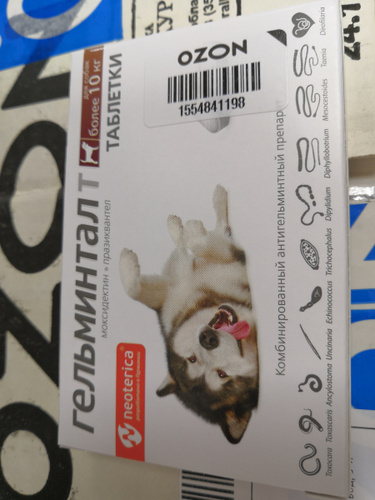 OZON
1554841198
для собак
более 10 кг
ТАБЛЕТКИ
гельминтал т
моксидектин + празиквантел
neoterica
Комбинированный антигельминтный препарат
Toxocara
Toxascaris
Ancylostoma
Uncinaria
Echinococcus
Trichocephalus
Dipylidium
Diphyllobotrium
Mesocestoides
Taenia
Dirofilaria
OZON